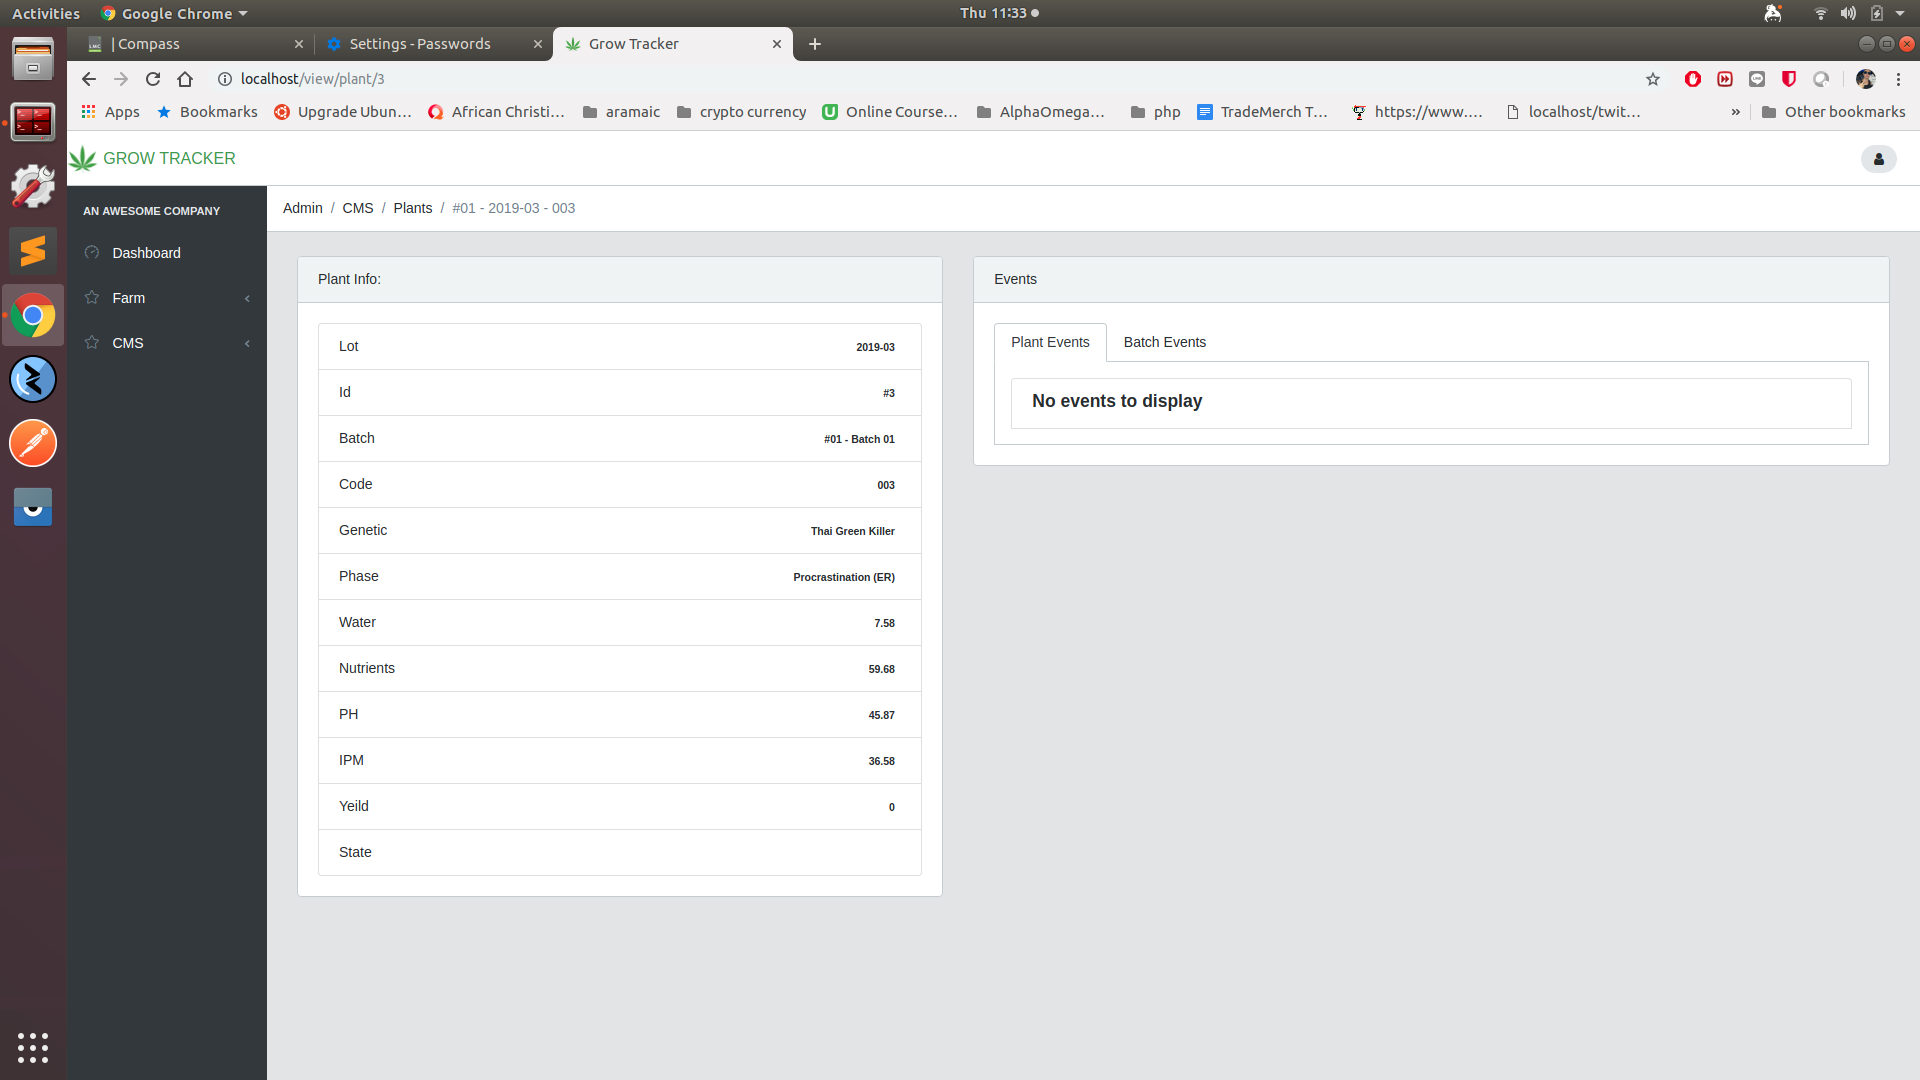 Activities Google Chrome Thu 11:33
| Compass Settings - Passwords Grow Tracker
localhost/view/plant/3
Apps Bookmarks Upgrade Ubun... African Christi... aramaic crypto currency Online Course... AlphaOmega... php TradeMerch T... https://www.... localhost/twit... » Other bookmarks
GROW TRACKER
AN AWESOME COMPANY
Dashboard
Farm
CMS
Admin / CMS / Plants / #01 - 2019-03 - 003
Plant Info:
Lot 2019-03
Id #3
Batch #01 - Batch 01
Code 003
Genetic Thai Green Killer
Phase Procrastination (ER)
Water 7.58
Nutrients 59.68
PH 45.87
IPM 36.58
Yeild 0
State
Events
Plant Events Batch Events
No events to display